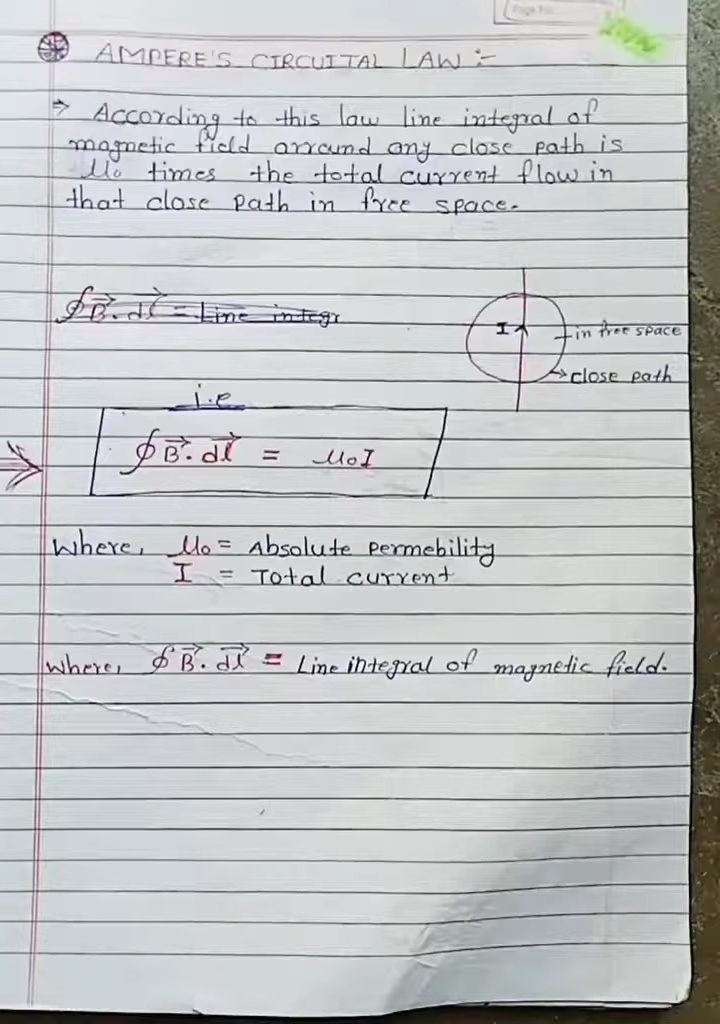 AMPERE'S CIRCUITAL LAW :-
⇒ According to this law line integral of
magnetic field arround any close path is
μ₀ times the total current flow in
that close path in free space.
∮B⃗.dl⃗ = Line integr
I
in free space
→ close path
i.e
∮B⃗.dl⃗ = μ₀I
Where, μ₀ = Absolute Permebility
I = Total current
Where, ∮B⃗.dl⃗ = Line integral of magnetic field.